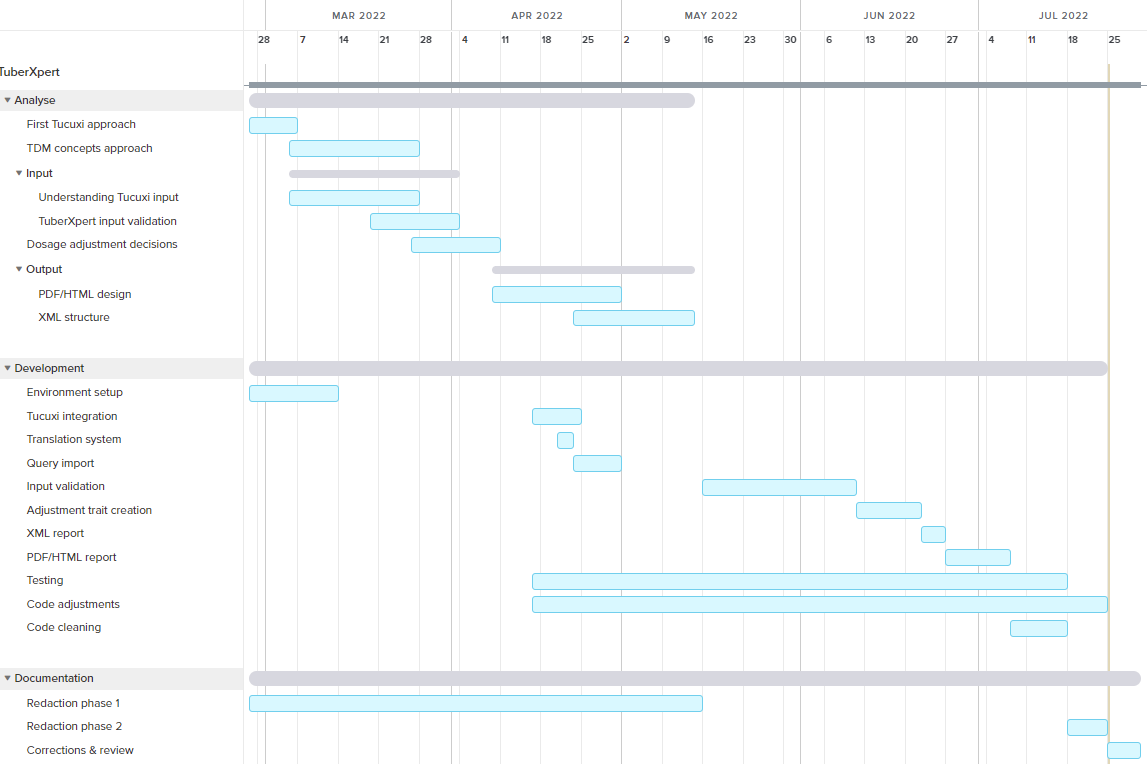 MAR 2022 APR 2022 MAY 2022 JUN 2022 JUL 2022
28 7 14 21 28 4 11 18 25 2 9 16 23 30 6 13 20 27 4 11 18 25
TuberXpert
Analyse
First Tucuxi approach
TDM concepts approach
Input
Understanding Tucuxi input
TuberXpert input validation
Dosage adjustment decisions
Output
PDF/HTML design
XML structure
Development
Environment setup
Tucuxi integration
Translation system
Query import
Input validation
Adjustment trait creation
XML report
PDF/HTML report
Testing
Code adjustments
Code cleaning
Documentation
Redaction phase 1
Redaction phase 2
Corrections & review